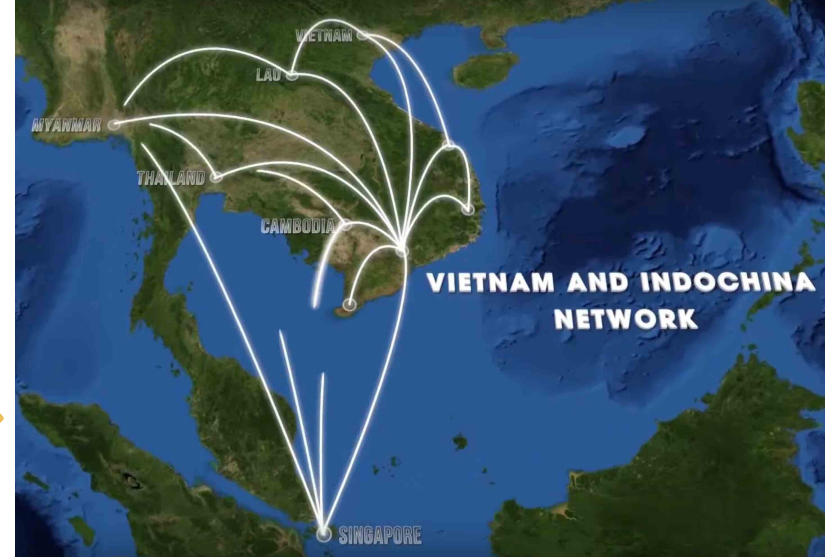 VIETNAM
LAO
MYANMAR
THAILAND
CAMBODIA
VIETNAM AND INDOCHINA
NETWORK
SINGAPORE